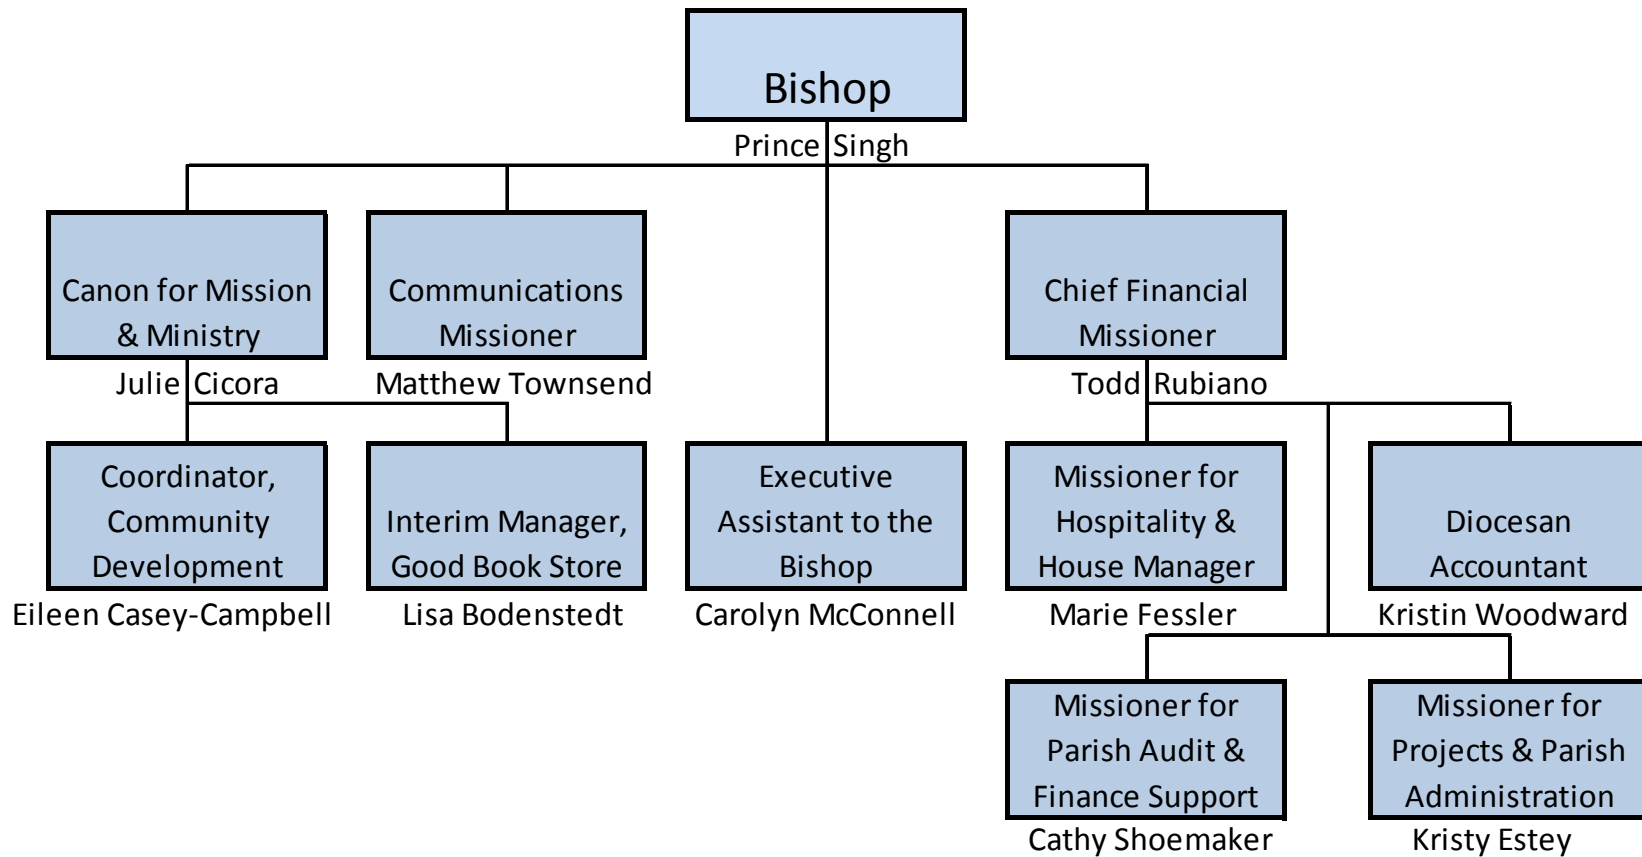 Bishop
Prince Singh
Canon for Mission
& Ministry
Julie Cicora
Communications
Missioner
Matthew Townsend
Chief Financial
Missioner
Todd Rubiano
Coordinator,
Community
Development
Eileen Casey-Campbell
Interim Manager,
Good Book Store
Lisa Bodenstedt
Executive
Assistant to the
Bishop
Carolyn McConnell
Missioner for
Hospitality &
House Manager
Marie Fessler
Diocesan
Accountant
Kristin Woodward
Missioner for
Parish Audit &
Finance Support
Cathy Shoemaker
Missioner for
Projects & Parish
Administration
Kristy Estey